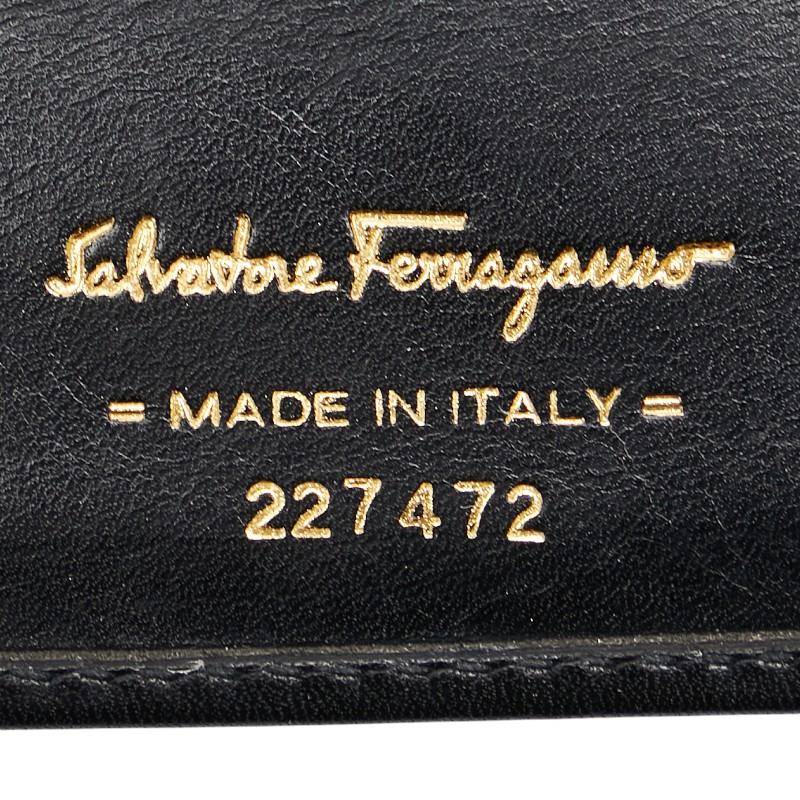 Salvatore Ferragamo
= MADE IN ITALY =
227472